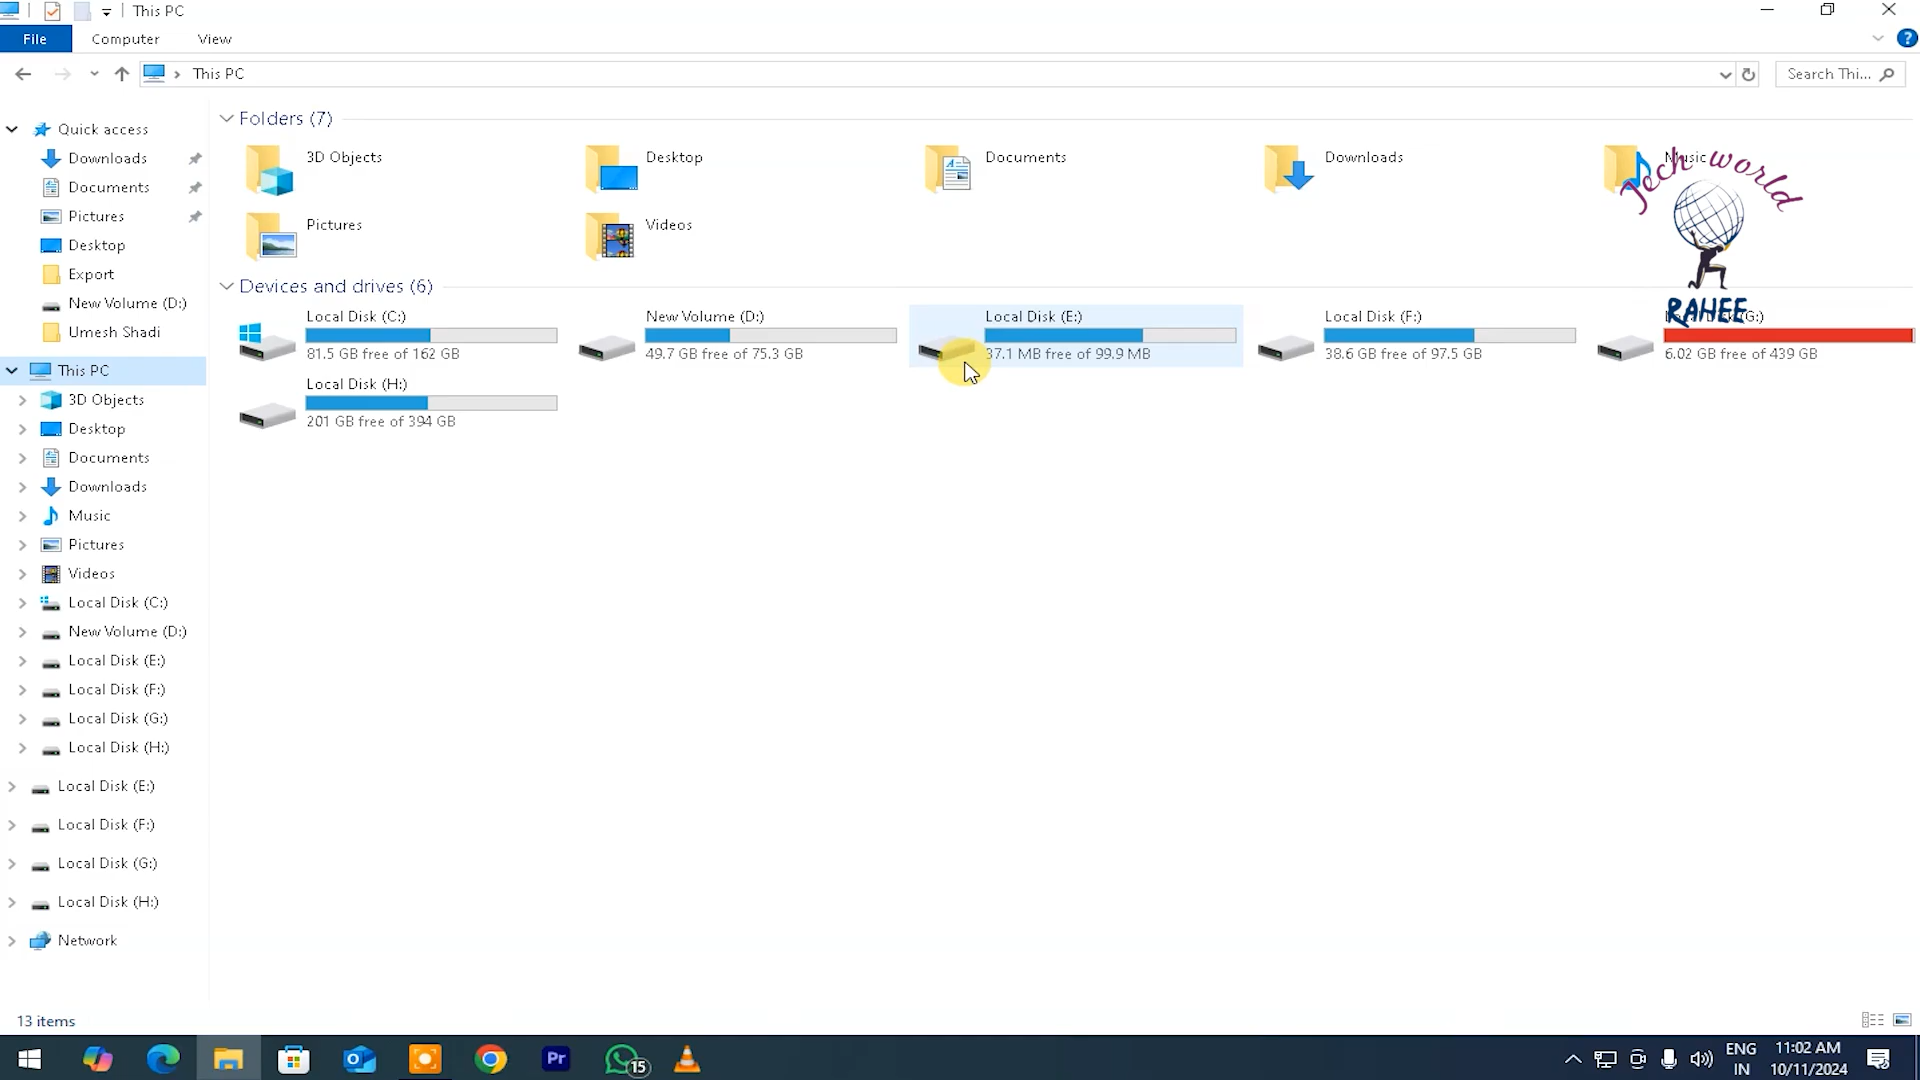 This PC
File
Computer
View
This PC
Search Thi...
Quick access
Downloads
Documents
Pictures
Desktop
Export
New Volume (D:)
Umesh Shadi
This PC
3D Objects
Desktop
Documents
Downloads
Music
Pictures
Videos
Local Disk (C:)
New Volume (D:)
Local Disk (E:)
Local Disk (F:)
Local Disk (G:)
Local Disk (H:)
Local Disk (E:)
Local Disk (F:)
Local Disk (G:)
Local Disk (H:)
Network
Folders (7)
3D Objects
Desktop
Documents
Downloads
Music
Pictures
Videos
Tech world
RAHEE
Devices and drives (6)
Local Disk (C:)
81.5 GB free of 162 GB
New Volume (D:)
49.7 GB free of 75.3 GB
Local Disk (E:)
37.1 MB free of 99.9 MB
Local Disk (F:)
38.6 GB free of 97.5 GB
Local Disk (G:)
6.02 GB free of 439 GB
Local Disk (H:)
201 GB free of 394 GB
13 items
Pr
15
ENG
IN
11:02 AM
10/11/2024